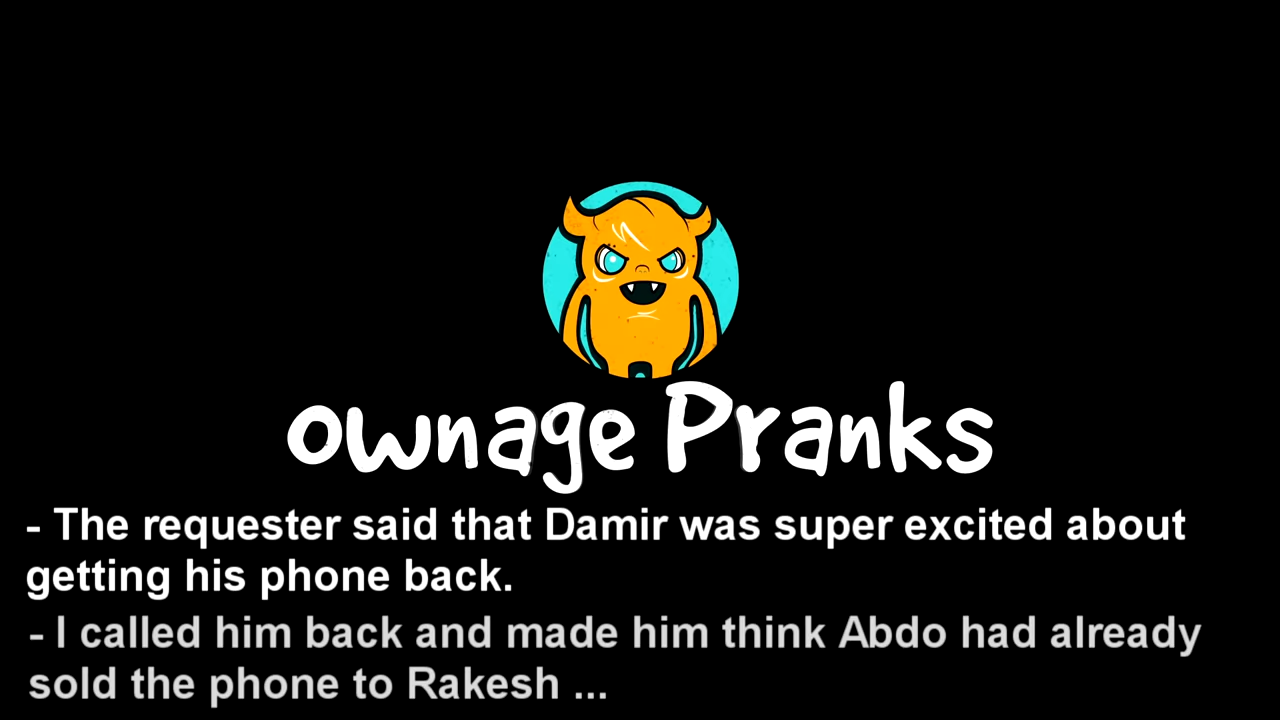 ownage Pranks
- The requester said that Damir was super excited about
getting his phone back.
- I called him back and made him think Abdo had already
sold the phone to Rakesh ...